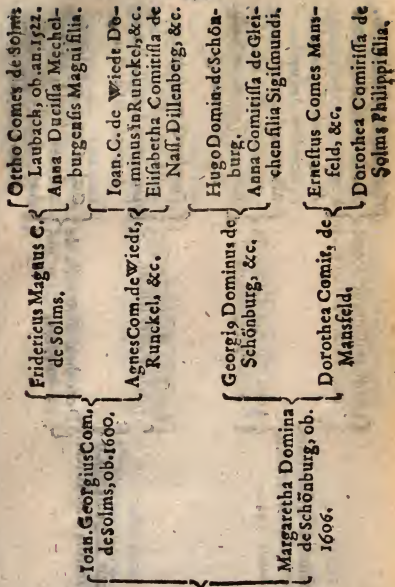 Ioan. Georgius Com.
de Solms, ob. 1600.
Margaretha Domina
de Schönburg, ob.
1606.
Fridericus Magnus C.
de Solms.
Agnes Com. de Wiedt,
Runckel, &c.
Georgi9 Dominus de
Schönburg, &c.
Dorothea Comit, de
Mansfeld.
Ottho Comes de Solms
Laubach, ob. an. 1522.
Anna Ducissa Mechel-
burgensis Magni filia.
Ioan. C. de Wiedt Do-
minus in Runckel, &c.
Elisabetha Comitissa de
Nass. Dillenberg, &c.
Hugo Domin. de Schön-
burg.
Anna Comitissa de Glei-
chen filia Sigismundi.
Ernestus Comes Mans-
feld, &c.
Dorothea Comitissa de
Solms Philippi filia.